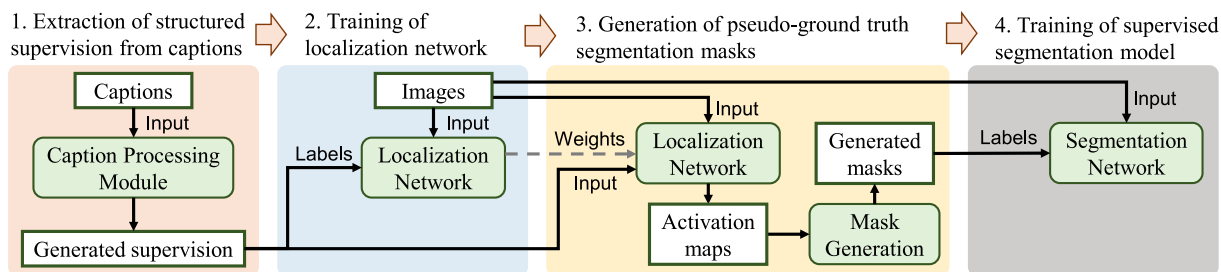 1. Extraction of structured
supervision from captions
2. Training of
localization network
3. Generation of pseudo-ground truth
segmentation masks
4. Training of supervised
segmentation model
Captions
Input
Caption Processing
Module
Generated supervision
Images
Input
Labels
Localization
Network
Weights
Input
Input
Localization
Network
Activation
maps
Generated
masks
Mask
Generation
Labels
Input
Segmentation
Network